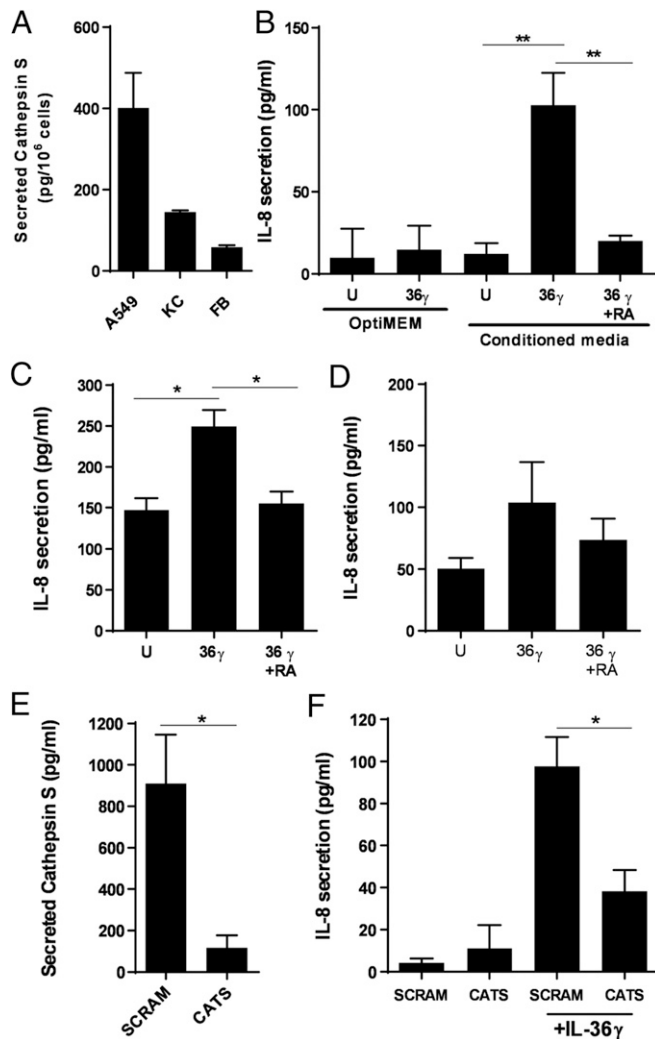 A
Secreted Cathepsin S
(pg/10⁶ cells)
600
400
200
0
A549
KC
FB
B
IL-8 secretion (pg/ml)
150
100
50
0
**
**
U
36γ
U
36γ
36 γ
+RA
OptiMEM
Conditioned media
C
IL-8 secretion (pg/ml)
300
250
200
150
100
50
0
*
*
U
36γ
36 γ
+RA
D
IL-8 secretion (pg/ml)
200
150
100
50
0
U
36γ
36 γ
+RA
E
Secreted Cathepsin S (pg/ml)
1200
1000
800
600
400
200
0
*
SCRAM
CATS
F
IL-8 secretion (pg/ml)
120
100
80
60
40
20
0
*
SCRAM
CATS
SCRAM
CATS
+IL-36γ